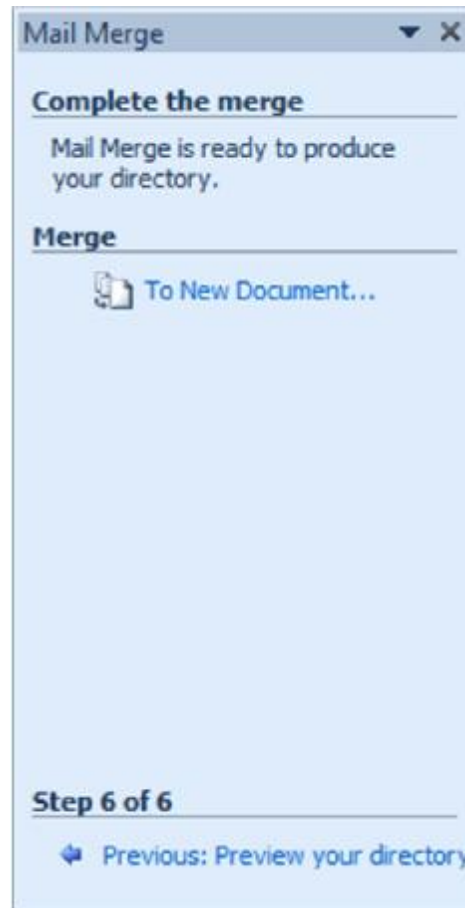 Mail Merge
Complete the merge
Mail Merge is ready to produce
your directory.
Merge
To New Document...
Step 6 of 6
Previous: Preview your directory